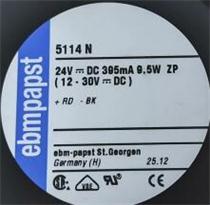 ebmpapst
5114 N
24V ⎓ DC 395mA 9,5W ZP
(12 - 30V ⎓ DC)
+ RD - BK
ebm-papst St.Georgen
Germany (H) 25.12